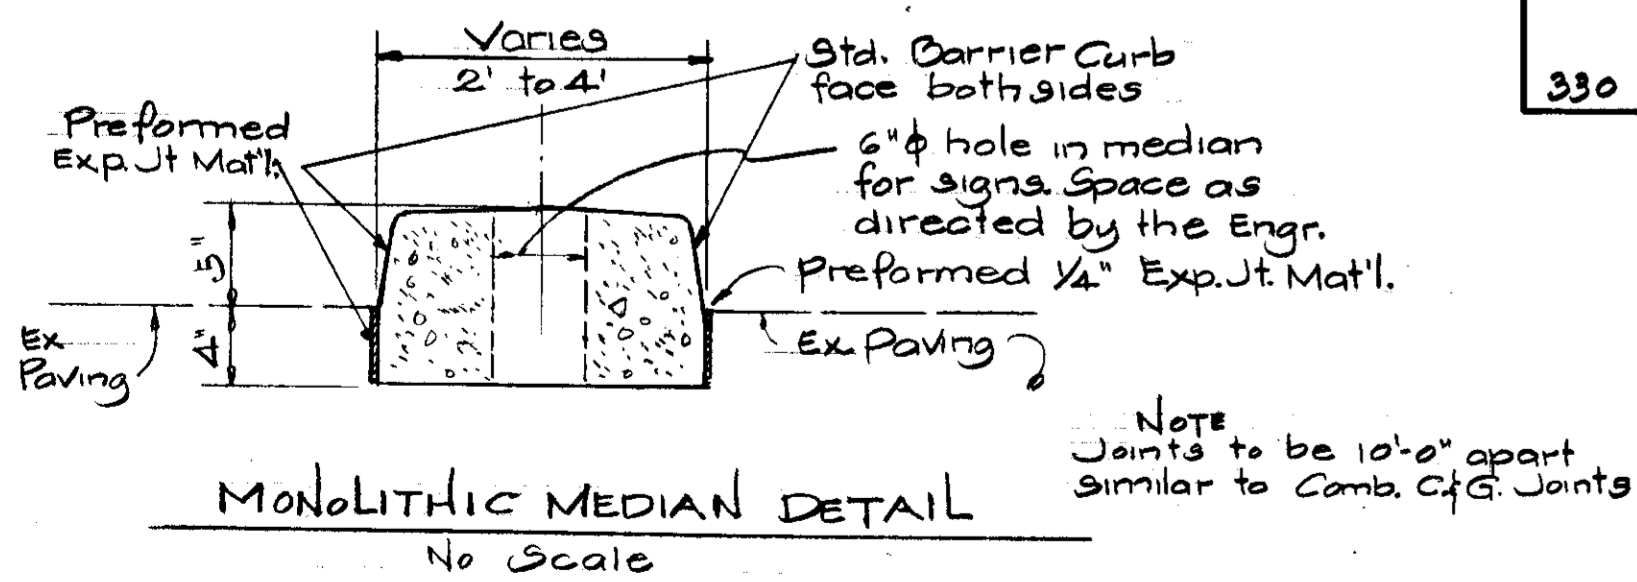 Varies
2' to 4'
Std. Barrier Curb
face both sides
330
Preformed
Exp. Jt Mat'l.
6"ϕ hole in median
for signs. Space as
directed by the Engr.
Preformed 1/4" Exp. Jt. Mat'l.
5"
4"
Ex
Paving
Ex. Paving
NOTE
Joints to be 10'-0" apart
similar to Comb. C.&G. Joints
MONOLITHIC MEDIAN DETAIL
No Scale